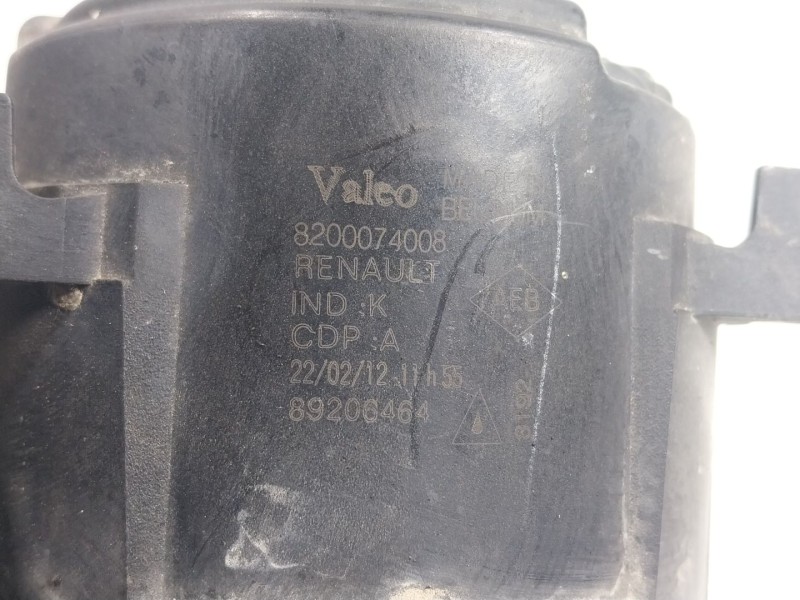 Valeo
8200074008
RENAULT
IND :K
CDP :A
22/02/12 11h55
89206464